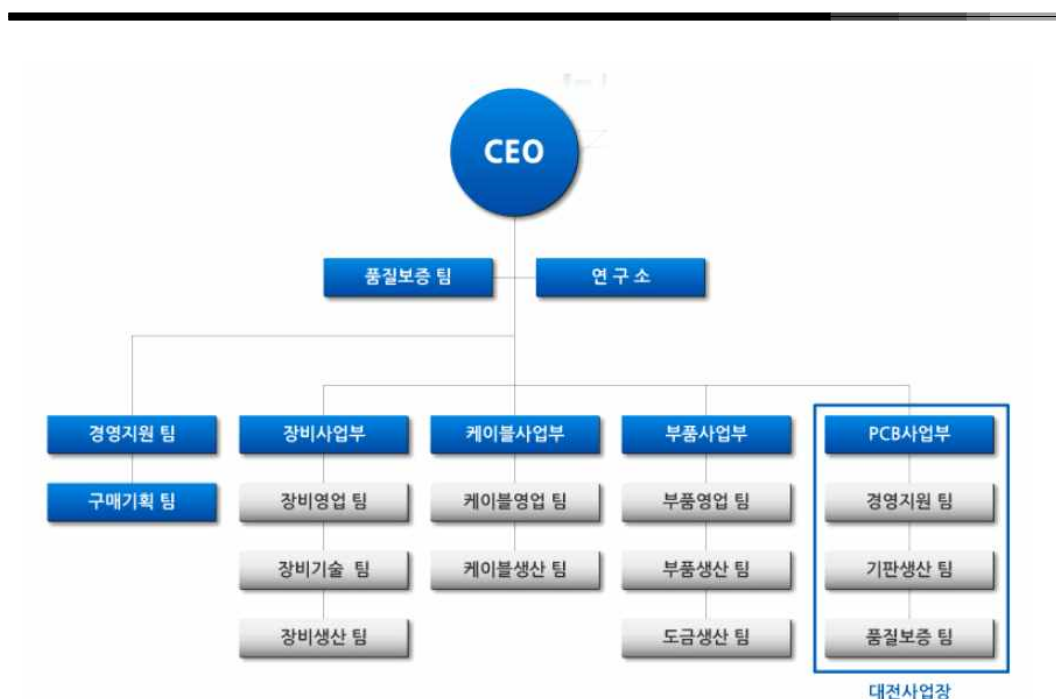 CEO
품질보증 팀
연 구 소
경영지원 팀
장비사업부
케이블사업부
부품사업부
PCB사업부
구매기획 팀
장비영업 팀
케이블영업 팀
부품영업 팀
경영지원 팀
장비기술 팀
케이블생산 팀
부품생산 팀
기판생산 팀
장비생산 팀
도금생산 팀
품질보증 팀
대전사업장